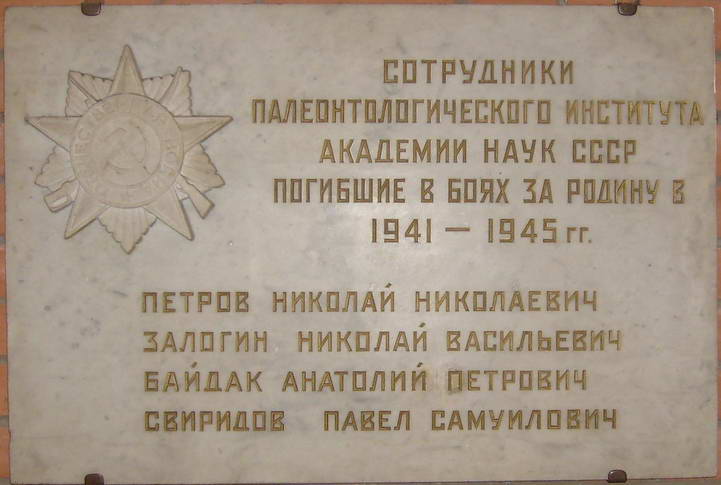 СОТРУДНИКИ
ПАЛЕОНТОЛОГИЧЕСКОГО ИНСТИТУТА
АКАДЕМИИ НАУК СССР
ПОГИБШИЕ В БОЯХ ЗА РОДИНУ В
1941 — 1945 гг.
ПЕТРОВ НИКОЛАЙ НИКОЛАЕВИЧ
ЗАЛОГИН НИКОЛАЙ ВАСИЛЬЕВИЧ
БАЙДАК АНАТОЛИЙ ПЕТРОВИЧ
СВИРИДОВ ПАВЕЛ САМУИЛОВИЧ